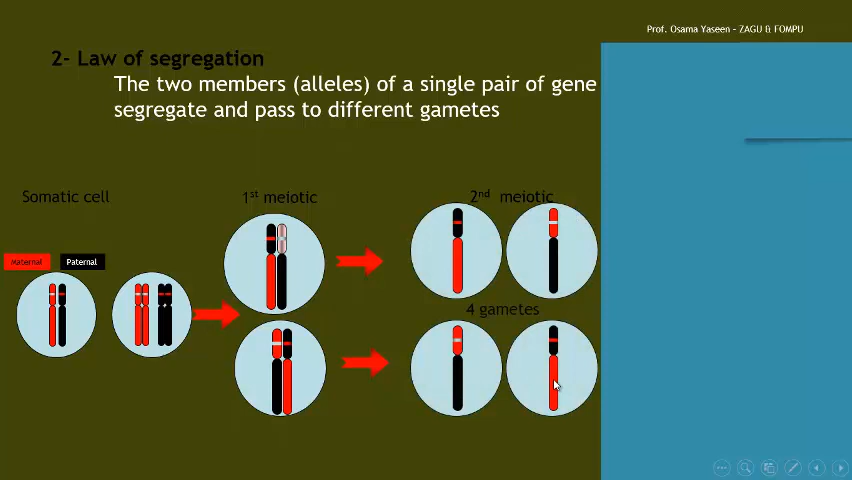 Prof. Osama Yaseen – ZAGU & FOMPU
2- Law of segregation
The two members (alleles) of a single pair of gene
segregate and pass to different gametes
Somatic cell
1st meiotic
2nd meiotic
Maternal
Paternal
4 gametes